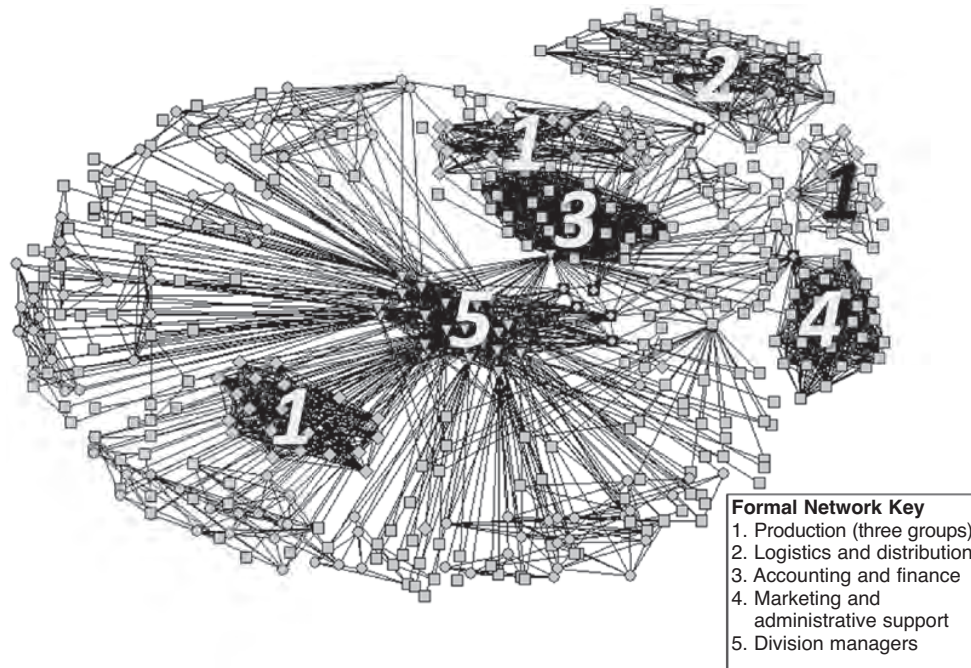 2
1
1
3
5
4
1
Formal Network Key
1. Production (three groups)
2. Logistics and distribution
3. Accounting and finance
4. Marketing and
administrative support
5. Division managers